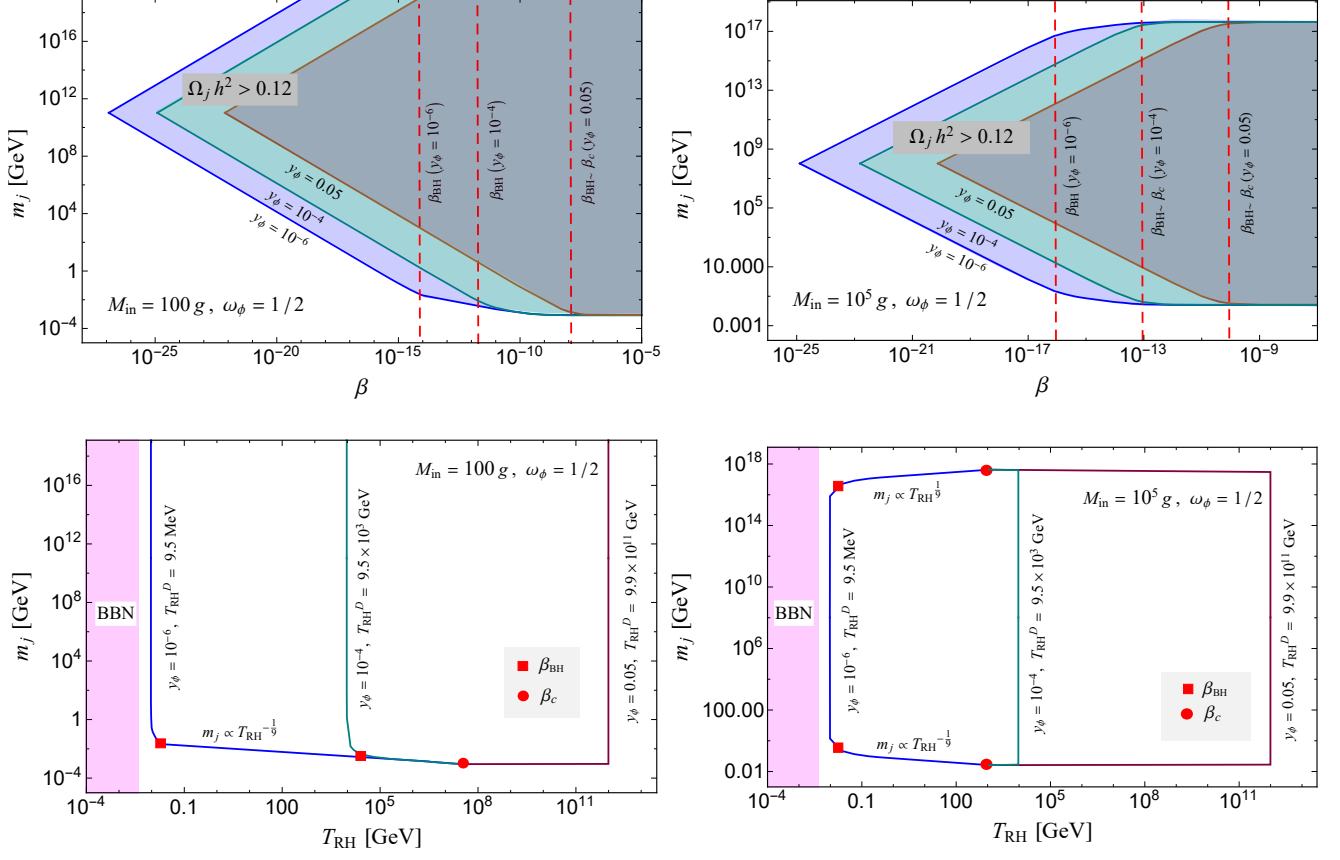 10^16
10^12
10^8
10^4
1
10^-4
m_j [GeV]
Ω_j h^2 > 0.12
y_ϕ = 0.05
y_ϕ = 10^-4
y_ϕ = 10^-6
β_BH (y_ϕ = 10^-6)
β_BH (y_ϕ = 10^-4)
β_BH~ β_c (y_ϕ = 0.05)
M_in = 100 g , ω_ϕ = 1/2
10^-25
10^-20
10^-15
10^-10
10^-5
β
10^17
10^13
10^9
10^5
10.000
0.001
m_j [GeV]
Ω_j h^2 > 0.12
y_ϕ = 0.05
y_ϕ = 10^-4
y_ϕ = 10^-6
β_BH (y_ϕ = 10^-6)
β_BH~ β_c (y_ϕ = 10^-4)
β_BH~ β_c (y_ϕ = 0.05)
M_in = 10^5 g , ω_ϕ = 1/2
10^-25
10^-21
10^-17
10^-13
10^-9
β
10^16
10^12
10^8
10^4
1
10^-4
m_j [GeV]
M_in = 100 g , ω_ϕ = 1/2
BBN
y_ϕ = 10^-6, T_RH^D = 9.5 MeV
y_ϕ = 10^-4, T_RH^D = 9.5×10^3 GeV
y_ϕ = 0.05, T_RH^D = 9.9×10^11 GeV
β_BH
β_c
m_j ∝ T_RH^-1/9
10^-4
0.1
100
10^5
10^8
10^11
T_RH [GeV]
10^18
10^14
10^10
10^6
100.00
0.01
m_j [GeV]
m_j ∝ T_RH^1/9
M_in = 10^5 g , ω_ϕ = 1/2
BBN
y_ϕ = 10^-6, T_RH^D = 9.5 MeV
y_ϕ = 10^-4, T_RH^D = 9.5×10^3 GeV
y_ϕ = 0.05, T_RH^D = 9.9×10^11 GeV
β_BH
β_c
m_j ∝ T_RH^-1/9
10^-4
0.1
100
10^5
10^8
10^11
T_RH [GeV]